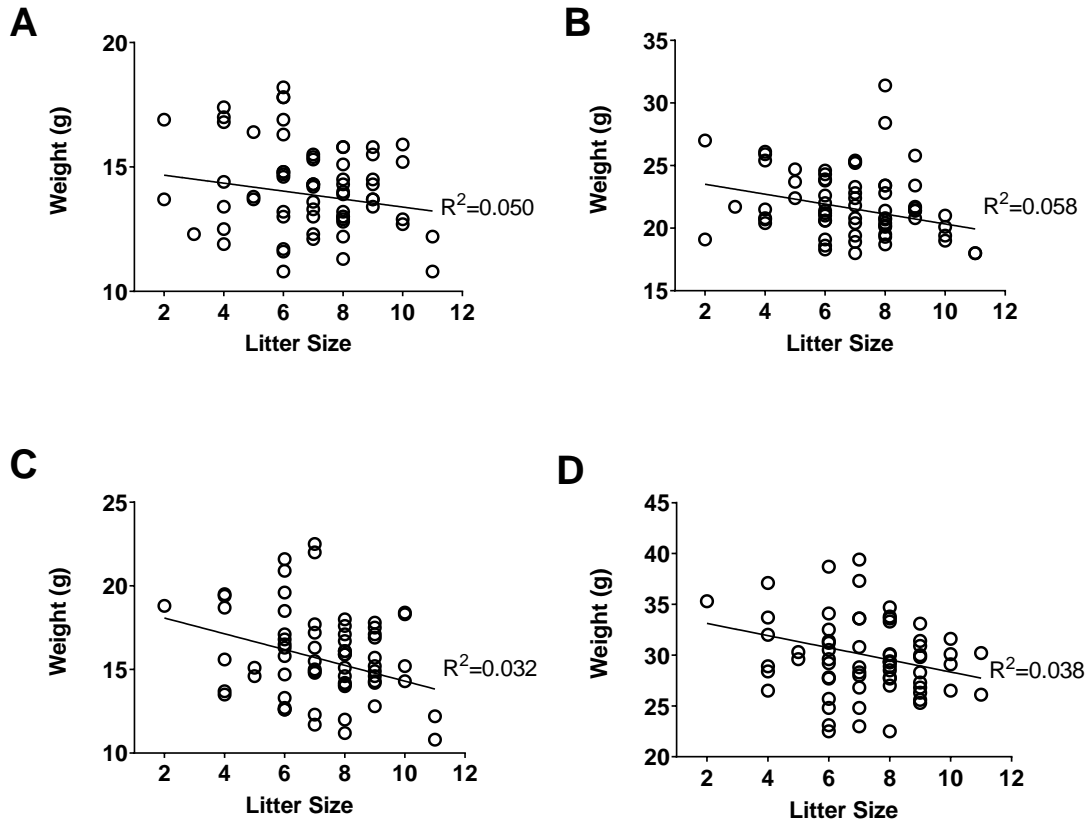 A
Weight (g)
20
15
10
2 4 6 8 10 12
Litter Size
R²=0.050
B
Weight (g)
35
30
25
20
15
2 4 6 8 10 12
Litter Size
R²=0.058
C
Weight (g)
25
20
15
10
2 4 6 8 10 12
Litter Size
R²=0.032
D
Weight (g)
45
40
35
30
25
20
2 4 6 8 10 12
Litter Size
R²=0.038